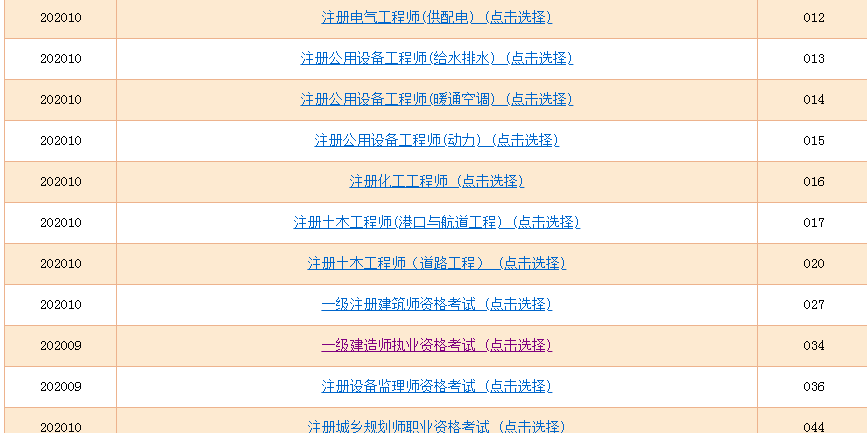 202010 注册电气工程师(供配电) (点击选择) 012
202010 注册公用设备工程师(给水排水) (点击选择) 013
202010 注册公用设备工程师(暖通空调) (点击选择) 014
202010 注册公用设备工程师(动力) (点击选择) 015
202010 注册化工工程师 (点击选择) 016
202010 注册土木工程师(港口与航道工程) (点击选择) 017
202010 注册土木工程师（道路工程） (点击选择) 020
202010 一级注册建筑师资格考试 (点击选择) 027
202009 一级建造师执业资格考试 (点击选择) 034
202009 注册设备监理师资格考试 (点击选择) 036
202010 注册城乡规划师职业资格考试 (点击选择) 044